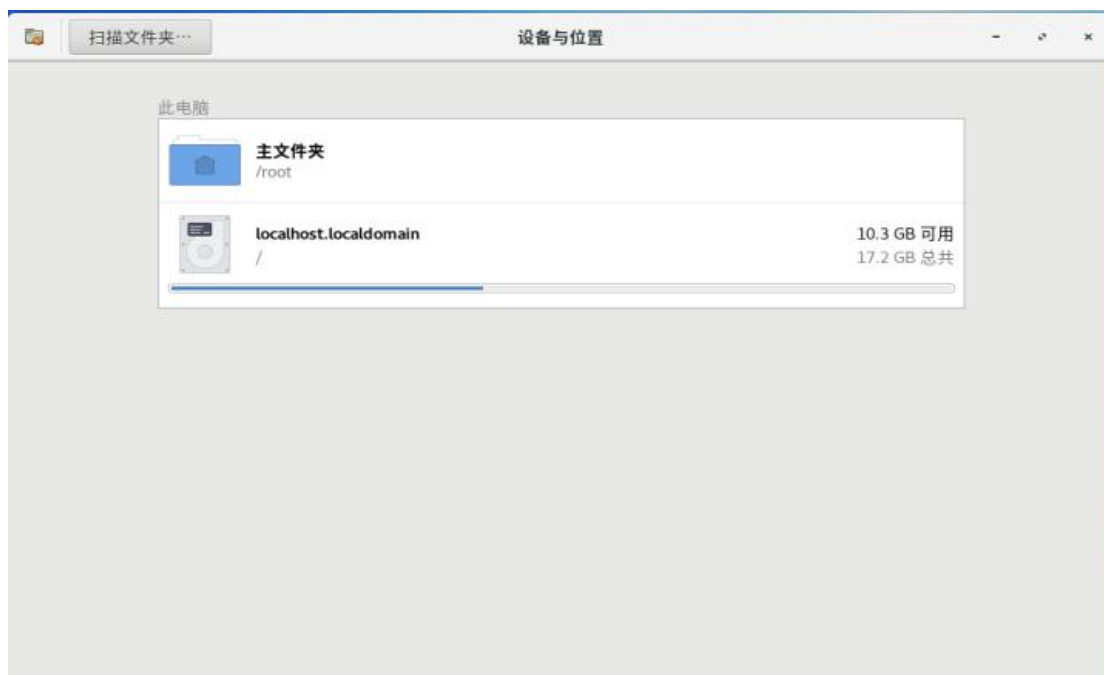 扫描文件夹…
设备与位置
此电脑
主文件夹
/root
localhost.localdomain
10.3 GB 可用
/
17.2 GB 总共